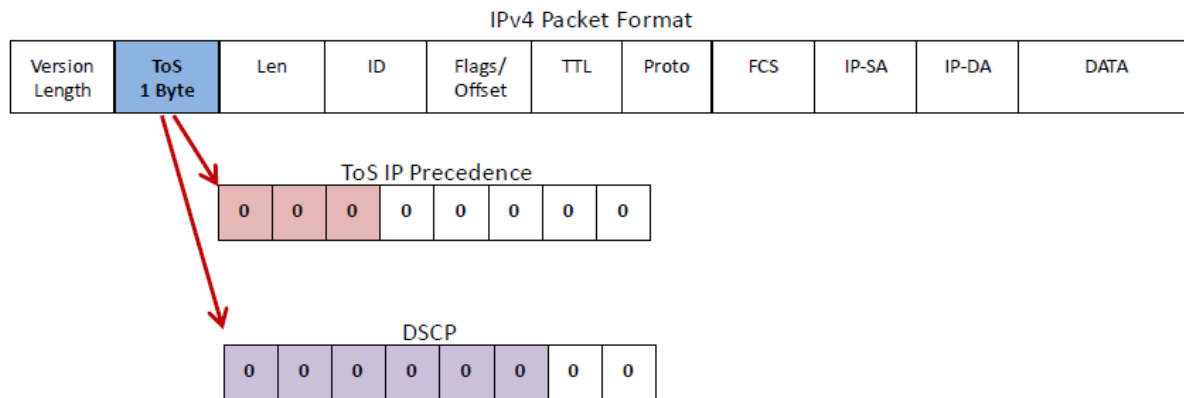 IPv4 Packet Format
Version Length ToS 1 Byte Len ID Flags/ Offset TTL Proto FCS IP-SA IP-DA DATA
ToS IP Precedence
0 0 0 0 0 0 0 0
DSCP
0 0 0 0 0 0 0 0